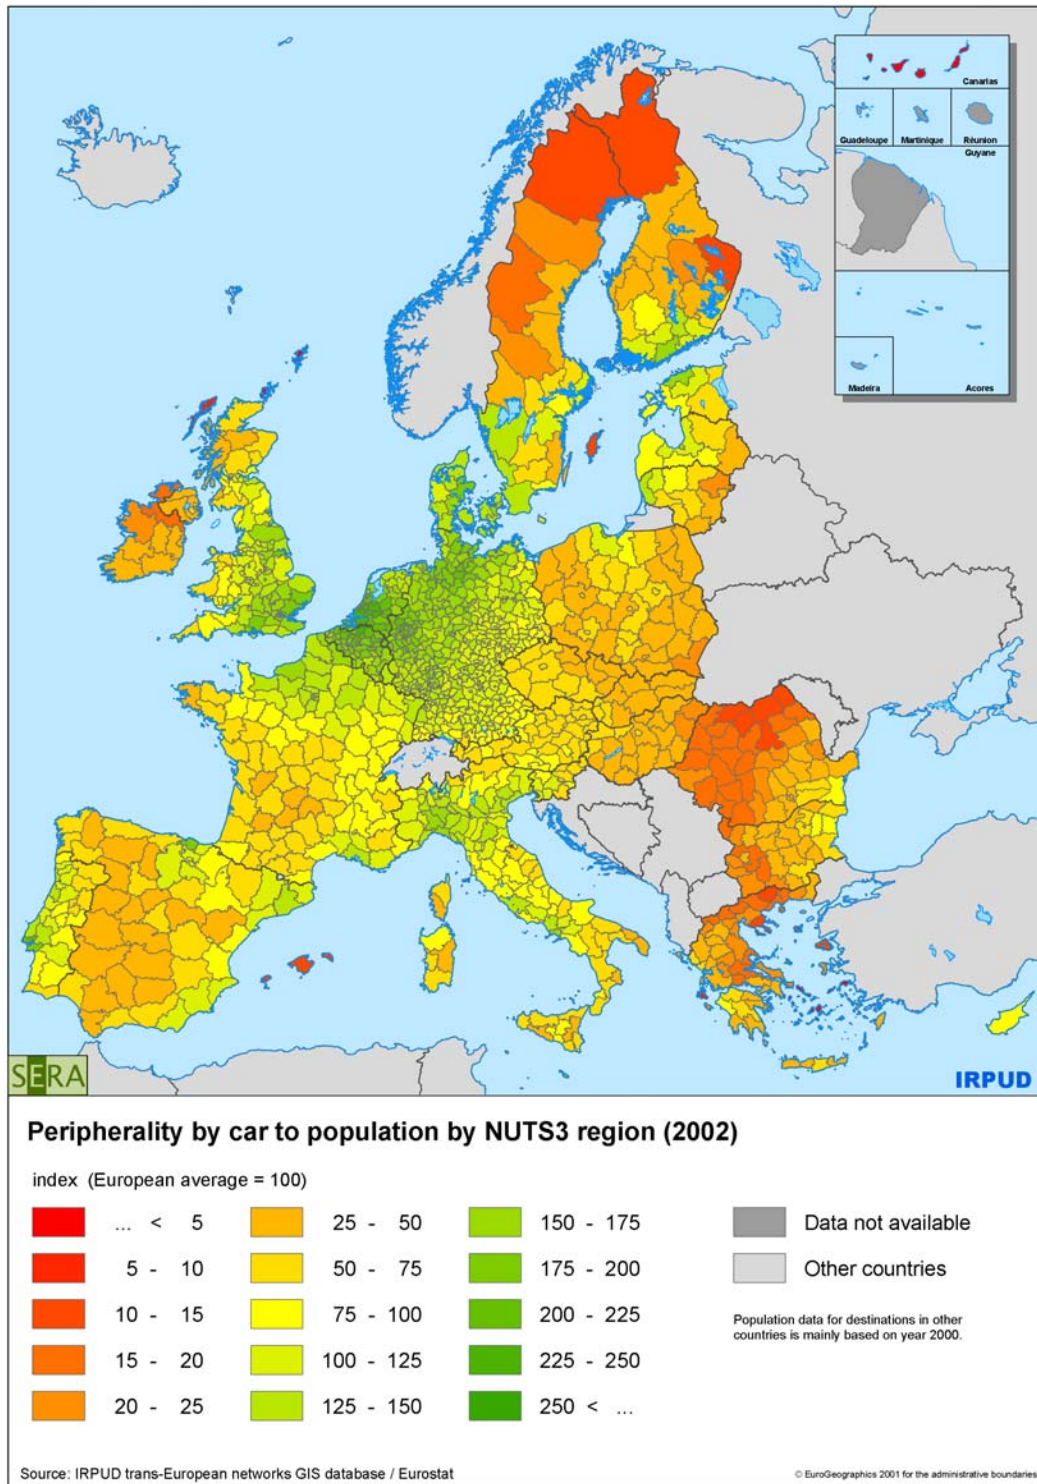 Canarias
Guadeloupe
Martinique
Réunion
Guyane
Madeira
Acores
SERA
IRPUD
Peripherality by car to population by NUTS3 region (2002)
index (European average = 100)
... < 5
5 - 10
10 - 15
15 - 20
20 - 25
25 - 50
50 - 75
75 - 100
100 - 125
125 - 150
150 - 175
175 - 200
200 - 225
225 - 250
250 < ...
Data not available
Other countries
Population data for destinations in other
countries is mainly based on year 2000.
Source: IRPUD trans-European networks GIS database / Eurostat
© EuroGeographics 2001 for the administrative boundaries